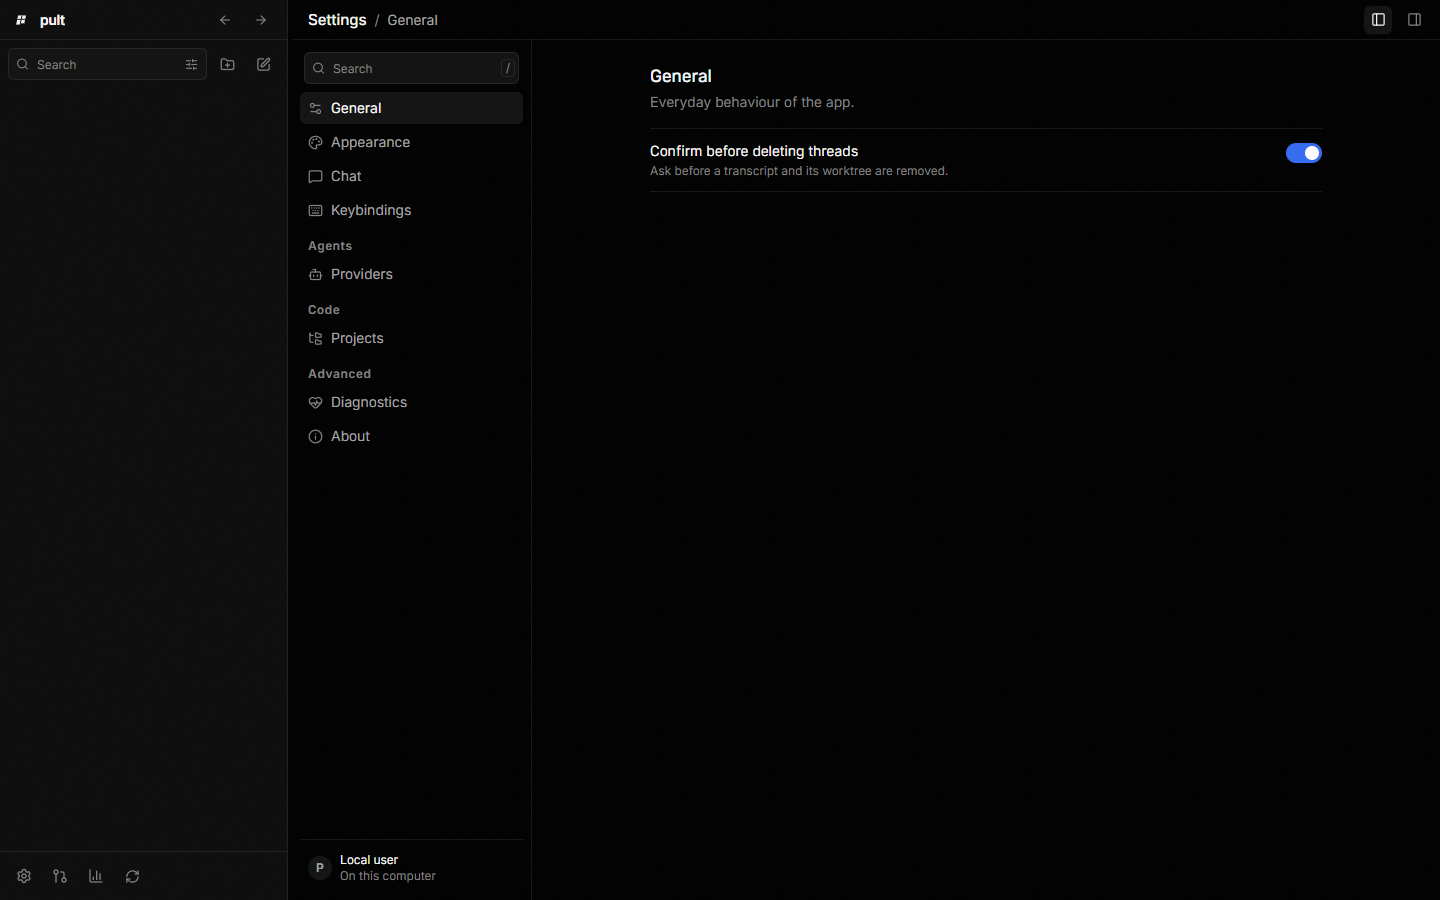 pult
Search
Settings / General
Search /
General
Appearance
Chat
Keybindings
Agents
Providers
Code
Projects
Advanced
Diagnostics
About
P
Local user
On this computer
General
Everyday behaviour of the app.
Confirm before deleting threads
Ask before a transcript and its worktree are removed.